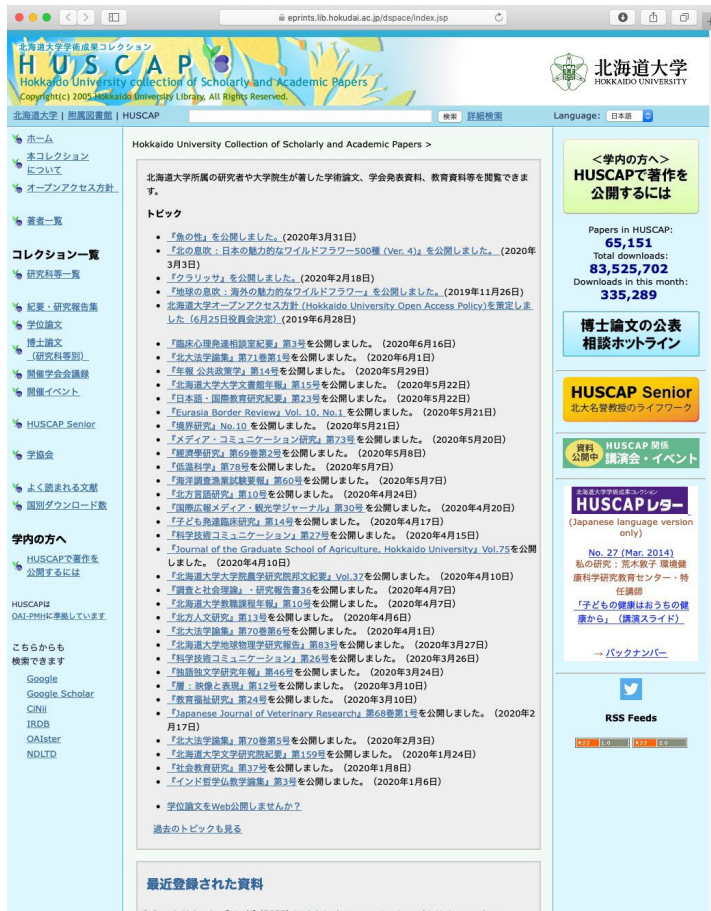 eprints.lib.hokudai.ac.jp/dspace/index.jsp
北海道大学学術成果コレクション
HUSCAP
Hokkaido University collection of Scholarly and Academic Papers
Copyright(c) 2005-Hokkaido University Library, All Rights Reserved.
北海道大学
HOKKAIDO UNIVERSITY
北海道大学 | 附属図書館 | HUSCAP
検索 詳細検索
Language: 日本語
ホーム
本コレクション
について
オープンアクセス方針
著者一覧
コレクション一覧
研究科等一覧
紀要・研究報告集
学位論文
博士論文
（研究科等別）
開催学会会議録
開催イベント
HUSCAP Senior
学協会
よく読まれる文献
国別ダウンロード数
学内の方へ
HUSCAPで著作を
公開するには
HUSCAPは
OAI-PMHに準拠しています
こちらからも
検索できます
Google
Google Scholar
CiNii
IRDB
OAIster
NDLTD
Hokkaido University Collection of Scholarly and Academic Papers >
北海道大学所属の研究者や大学院生が著した学術論文、学会発表資料、教育資料等を閲覧できま
す。
トピック
『魚の性』を公開しました。(2020年3月31日)
『北の息吹：日本の魅力的なワイルドフラワー500種 (Ver. 4)』を公開しました。 (2020年
3月3日)
『クラリッサ』を公開しました。(2020年2月18日)
『地球の息吹：海外の魅力的なワイルドフラワー』を公開しました。(2019年11月26日)
北海道大学オープンアクセス方針 (Hokkaido University Open Access Policy)を策定しま
した（6月25日役員会決定）(2019年6月28日)
『臨床心理発達相談室紀要』第3号を公開しました。（2020年6月16日）
『北大法学論集』第71巻第1号を公開しました。（2020年6月1日）
『年報 公共政策学』第14号を公開しました。（2020年5月29日）
『北海道大学大学文書館年報』第15号を公開しました。（2020年5月22日）
『日本語・国際教育研究紀要』第23号を公開しました。（2020年5月22日）
『Eurasia Border Review』Vol. 10, No.1 を公開しました。（2020年5月21日）
『境界研究』No.10 を公開しました。（2020年5月21日）
『メディア・コミュニケーション研究』第73号を公開しました。（2020年5月20日）
『經濟學研究』第69巻第2号を公開しました。（2020年5月8日）
『低温科学』第78号を公開しました。（2020年5月7日）
『海洋調査漁業試験要報』第60号を公開しました。（2020年5月7日）
『北方言語研究』第10号を公開しました。（2020年4月24日）
『国際広報メディア・観光学ジャーナル』第30号 を公開しました。（2020年4月20日）
『子ども発達臨床研究』第14号を公開しました。（2020年4月17日）
『科学技術コミュニケーション』第27号を公開しました。（2020年4月15日）
『Journal of the Graduate School of Agriculture, Hokkaido University』Vol.75を公開
しました。（2020年4月10日）
『北海道大学大学院農学研究院邦文紀要』Vol.37を公開しました。（2020年4月10日）
『調査と社会理論』・研究報告書36を公開しました。（2020年4月7日）
『北海道大学教職課程年報』第10号を公開しました。（2020年4月7日）
『北方人文研究』第13号を公開しました。（2020年4月6日）
『北大法学論集』第70巻第6号を公開しました。（2020年4月1日）
『北海道大学地球物理学研究報告』第83号を公開しました。（2020年3月27日）
『科学技術コミュニケーション』第26号を公開しました。（2020年3月26日）
『独語独文学研究年報』第46号を公開しました。（2020年3月24日）
『層：映像と表現』第12号を公開しました。（2020年3月10日）
『教育福祉研究』第24号を公開しました。（2020年3月10日）
『Japanese Journal of Veterinary Research』第68巻第1号を公開しました。（2020年2
月17日）
『北大法学論集』第70巻第5号を公開しました。（2020年2月3日）
『北海道大学文学研究院紀要』第159号を公開しました。（2020年1月24日）
『社会教育研究』第37号を公開しました。（2020年1月8日）
『インド哲学仏教学論集』第3号を公開しました。（2020年1月6日）
学位論文をWeb公開しませんか？
過去のトピックも見る
最近登録された資料
＜学内の方へ＞
HUSCAPで著作を
公開するには
Papers in HUSCAP:
65,151
Total downloads:
83,525,702
Downloads in this month:
335,289
博士論文の公表
相談ホットライン
HUSCAP Senior
北大名誉教授のライフワーク
資料
公開中
HUSCAP 関係
講演会・イベント
北海道大学学術成果コレクション
HUSCAPレター
(Japanese language version
only)
No. 27 (Mar. 2014)
私の研究：荒木敦子 環境健
康科学研究教育センター・特
任講師
「子どもの健康はおうちの健
康から」（講演スライド）
→ バックナンバー
RSS Feeds
RSS 1.0 RSS 2.0